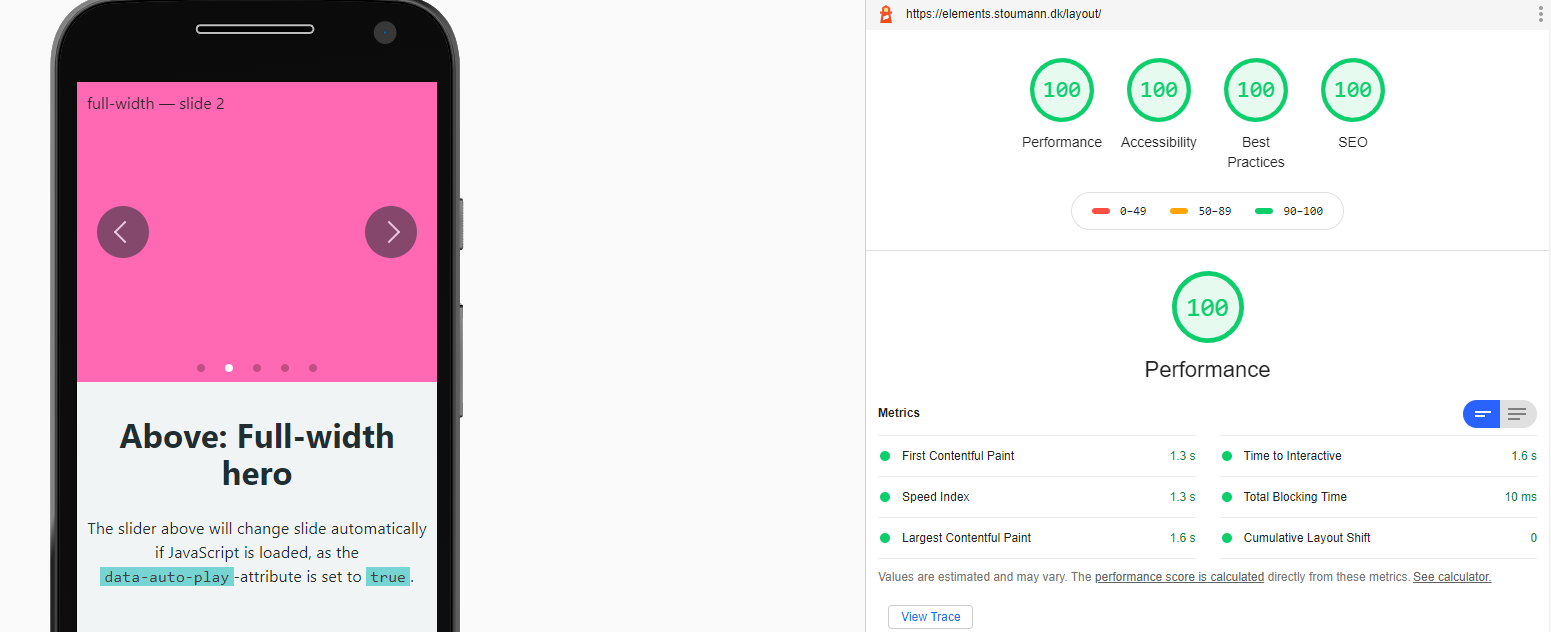 full-width — slide 2
Above: Full-width
hero
The slider above will change slide automatically
if JavaScript is loaded, as the
data-auto-play-attribute is set to true.
https://elements.stoumann.dk/layout/
100 100 100 100
Performance Accessibility Best Practices SEO
0–49 50–89 90–100
100
Performance
Metrics
First Contentful Paint 1.3 s
Time to Interactive 1.6 s
Speed Index 1.3 s
Total Blocking Time 10 ms
Largest Contentful Paint 1.6 s
Cumulative Layout Shift 0
Values are estimated and may vary. The performance score is calculated directly from these metrics. See calculator.
View Trace